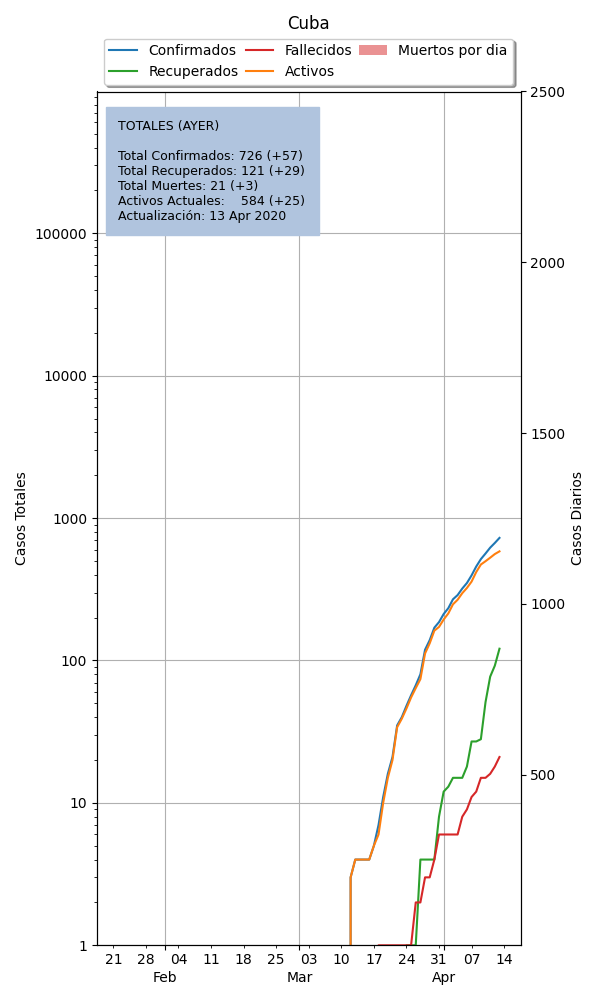 Cuba
Confirmados Fallecidos Muertos por dia
Recuperados Activos
TOTALES (AYER)
Total Confirmados: 726 (+57)
Total Recuperados: 121 (+29)
Total Muertes: 21 (+3)
Activos Actuales: 584 (+25)
Actualización: 13 Apr 2020
Casos Totales
100000
10000
1000
100
10
1
2500
2000
1500
1000
500
Casos Diarios
21 28 04 11 18 25 03 10 17 24 31 07 14
Feb Mar Apr